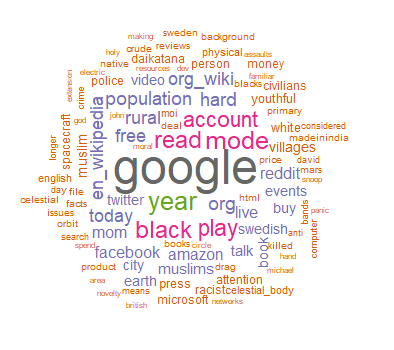 making
sweden
holy
crude
reviews
background
assaults
native
daikatana
physical
resources
dev
electric
police
video
org_wiki
person
money
familiar
extension
crime
population
hard
blacks
civilians
youthful
john
moi
account
primary
god
muslim
spacecraft
en_wikipedia
rural
free
deal
white
considered
madeinindia
longer
moral
read
mode
villages
english
google
price
david
mars
reddit
snoop
day
file
celestial
facts
twitter
year
org
html
events
issues
today
live
buy
bands
panic
orbit
mom
black
play
swedish
anti
computer
search
books
circle
talk
book
killed
spend
facebook
amazon
hand
product
city
muslims
drag
michael
area
earth
press
attention
novelty
means
microsoft
racist
celestial_body
british
networks